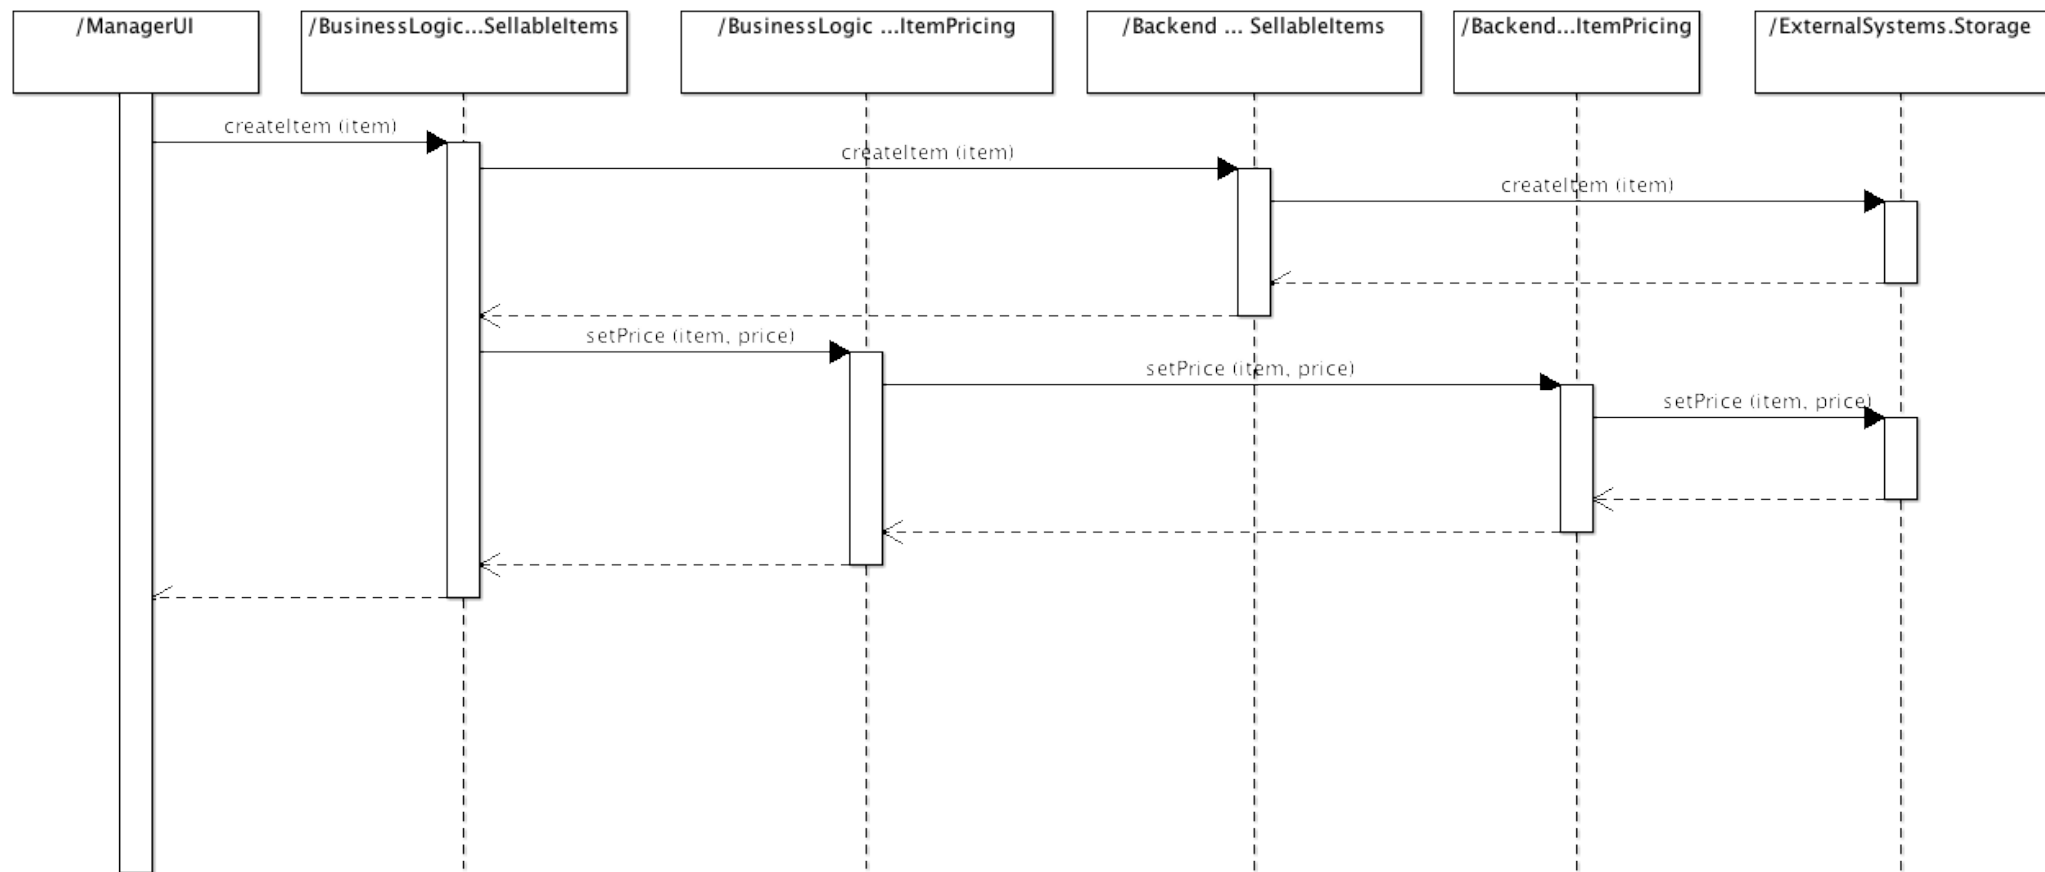 /ManagerUI
/BusinessLogic...SellableItems
/BusinessLogic ...ItemPricing
/Backend ... SellableItems
/Backend...ItemPricing
/ExternalSystems.Storage
createItem (item)
createItem (item)
createItem (item)
setPrice (item, price)
setPrice (item, price)
setPrice (item, price)